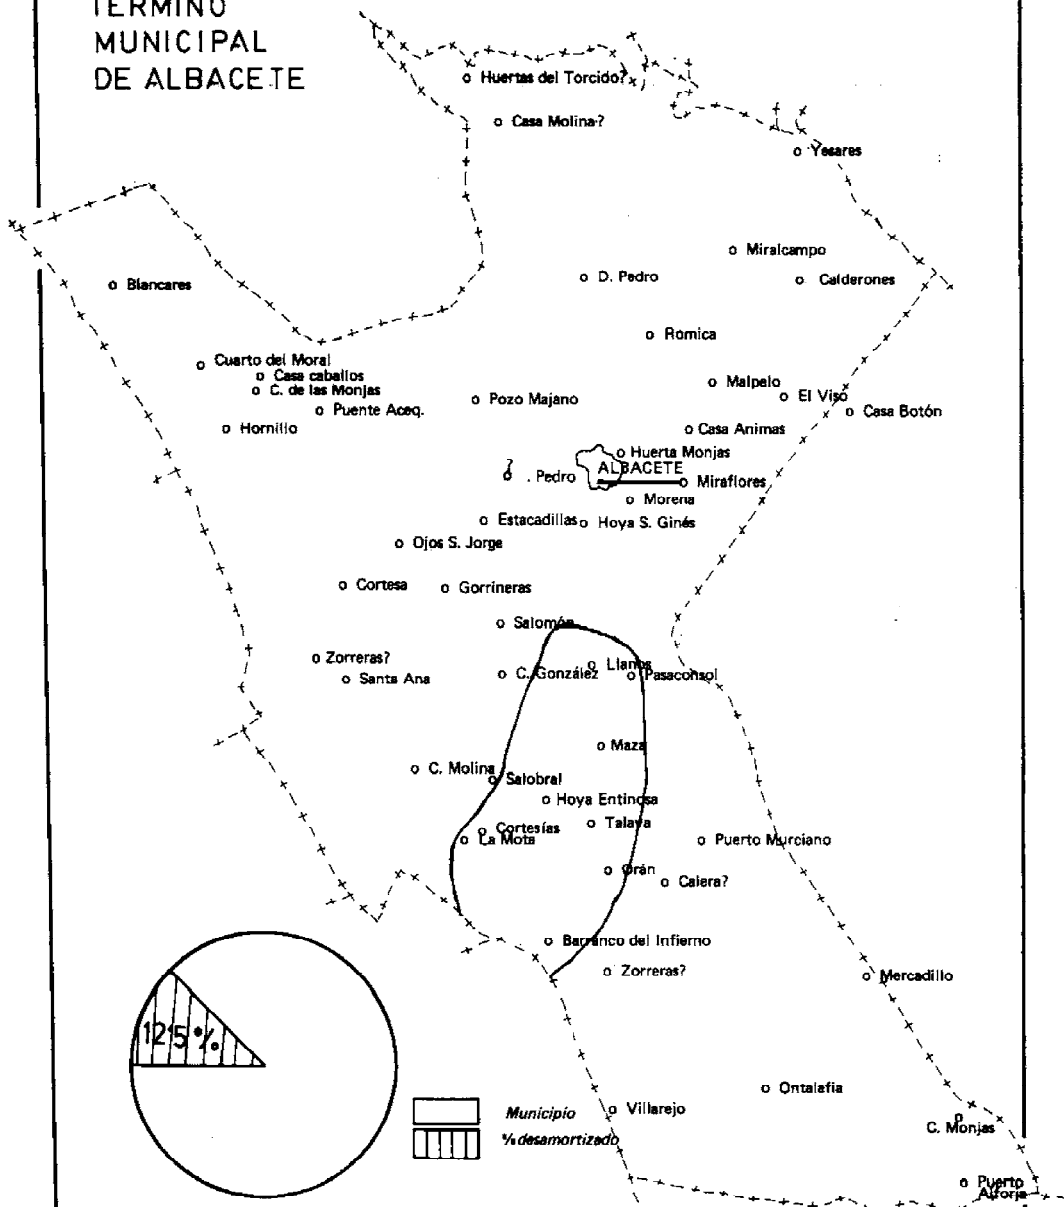 TERMINO
MUNICIPAL
DE ALBACETE
Huertas del Torcido?
Casa Molina?
Yesares
Miralcampo
D. Pedro
Calderones
Blancares
Romica
Cuarto del Moral
Casa caballos
C. de las Monjas
Puente Aceq.
Hornillo
Pozo Majano
Malpelo
El Visó
Casa Botón
Casa Animas
Huerta Monjas
ALBACETE
?
. Pedro
Miraflores
Morena
Estacadillas
Hoya S. Ginés
Ojos S. Jorge
Cortesa
Gorrineras
Salomón
Zorreras?
Santa Ana
C. González
Llanos
Pasaconsol
Maza
C. Molina
Salobral
Hoya Entinosa
Cortesías
La Mota
Talaya
Puerto Murciano
Orán
Calera?
Barranco del Infierno
Zorreras?
Mercadillo
12'5 %
Ontalafia
Municipio
Villarejo
% desamortizado
C. Monjas
Puerto
Alforja